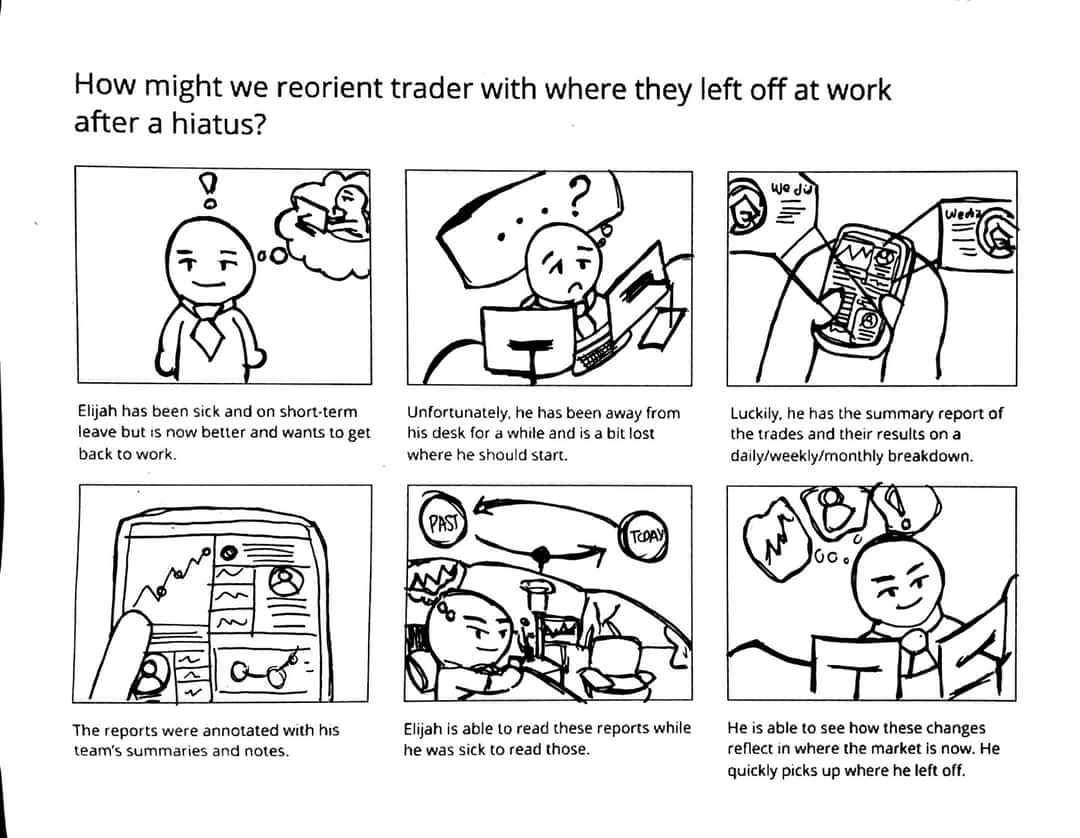 How might we reorient trader with where they left off at work
after a hiatus?
!
?
We du
Elijah has been sick and on short-term
leave but is now better and wants to get
back to work.
Unfortunately, he has been away from
his desk for a while and is a bit lost
where he should start.
Luckily, he has the summary report of
the trades and their results on a
daily/weekly/monthly breakdown.
PAST
TODAY
!
The reports were annotated with his
team's summaries and notes.
Elijah is able to read these reports while
he was sick to read those.
He is able to see how these changes
reflect in where the market is now. He
quickly picks up where he left off.